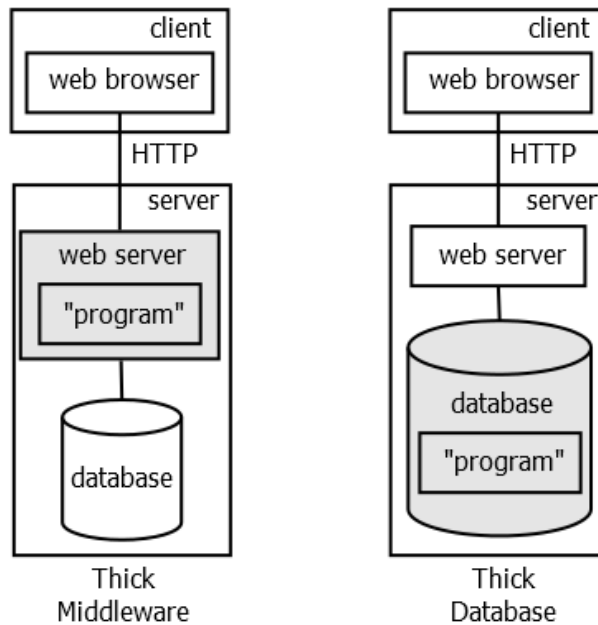 client
web browser
HTTP
server
web server
"program"
database
Thick
Middleware
client
web browser
HTTP
server
web server
database
"program"
Thick
Database